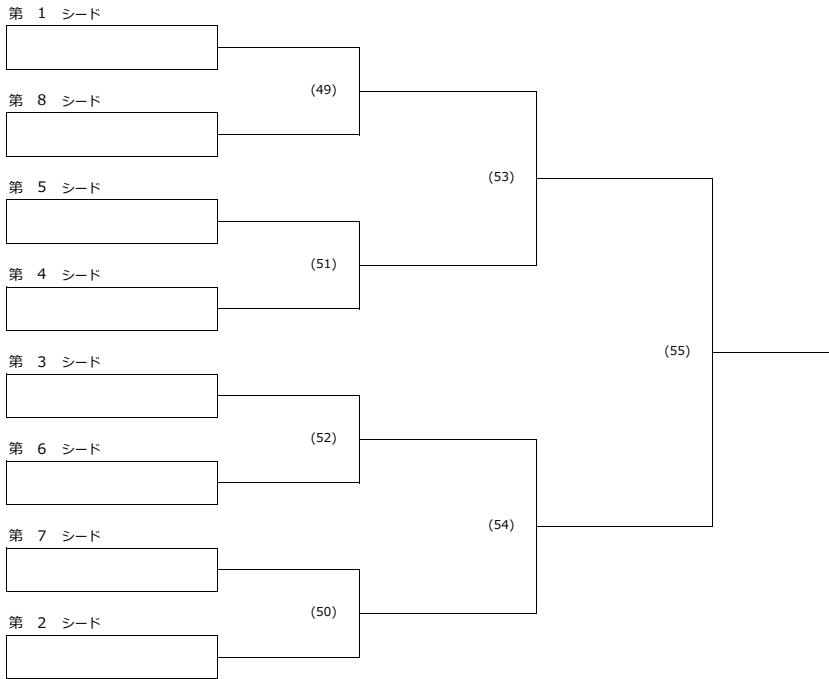 第 1 シード
(49)
第 8 シード
(53)
第 5 シード
(51)
第 4 シード
(55)
第 3 シード
(52)
第 6 シード
(54)
第 7 シード
(50)
第 2 シード